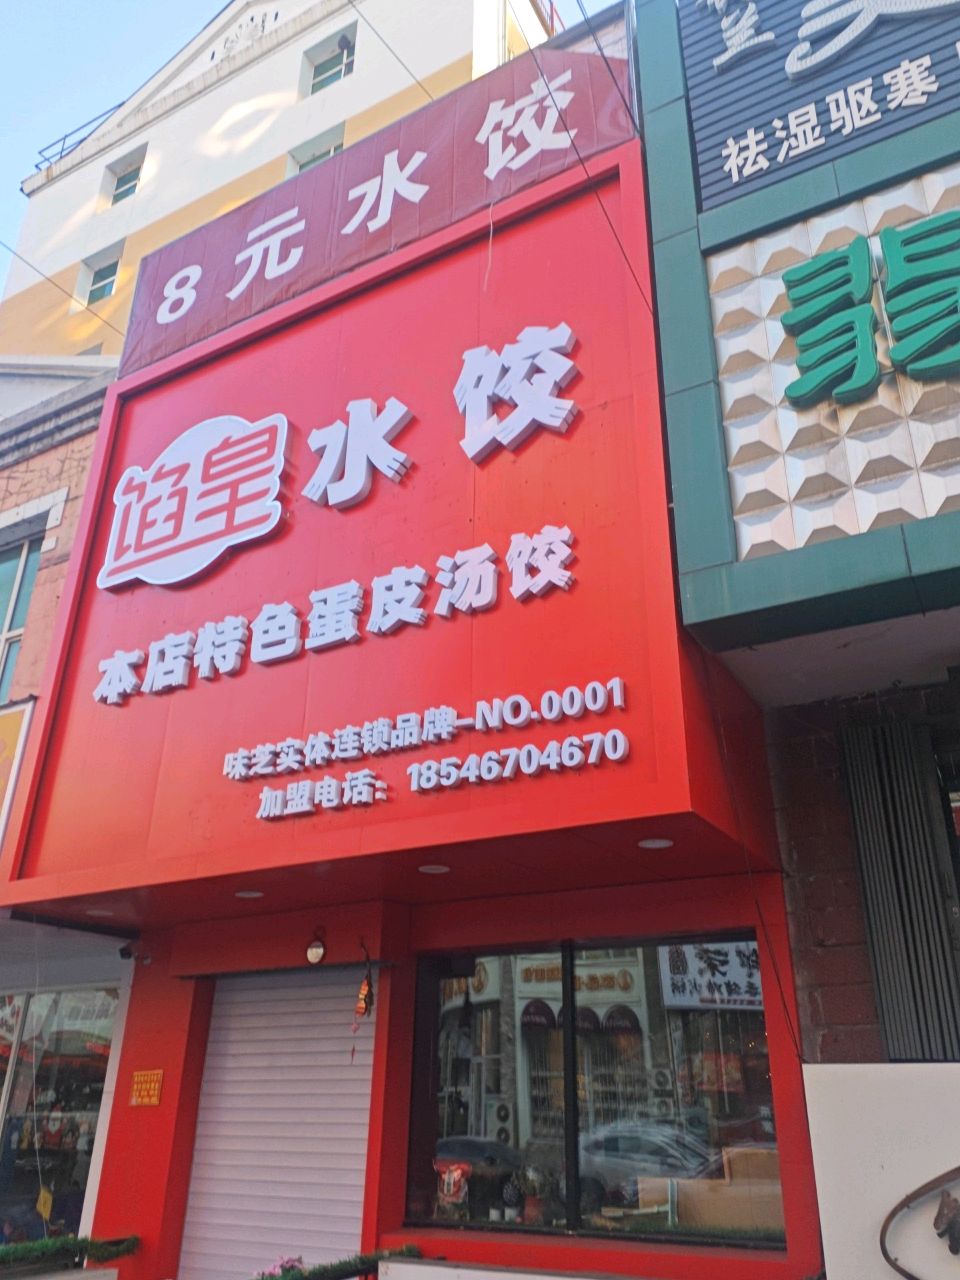 8元水饺
馅皇水饺
本店特色蛋皮汤饺
味芝实体连锁品牌-NO.0001
加盟电话：18546704670
祛湿驱寒
翡